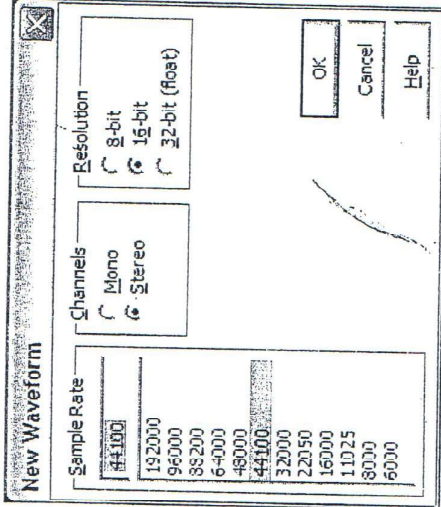 New Waveform
Sample Rate
44100
192000
96000
88200
64000
48000
44100
32000
22050
16000
11025
8000
6000
Channels
Mono
Stereo
Resolution
8-bit
16-bit
32-bit (float)
OK
Cancel
Help